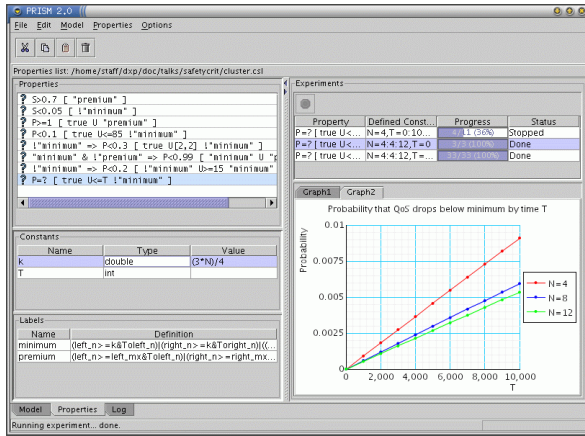 PRISM 2.0
File Edit Model Properties Options
Properties list: /home/staff/dxp/doc/talks/safetycrit/cluster.csl
Properties
? S>0.7 [ "premium" ]
? S<0.05 [ !"minimum" ]
? P>=1 [ true U "premium" ]
? P<0.1 [ true U<=85 !"minimum" ]
? !"minimum" => P<0.3 [ true U[2,2] !"minimum" ]
? "minimum" & !"premium" => P<0.99 [ "minimum" U "p
? !"minimum" => P<0.2 [ !"minimum" U>=15 "minimum"
? P=? [ true U<=T !"minimum" ]
Constants
Name Type Value
k double (3*N)/4
T int
Labels
Name Definition
minimum (left_n>=k&Toleft_n)|(right_n>=k&Toright_n)|((...
premium (left_n>=left_mx&Toleft_n)|(right_n>=right_mx...
Experiments
Property Defined Const... Progress Status
P=? [ true U<... N=4,T=0:10... 4/11 (36%) Stopped
P=? [ true U<... N=4:4:12,T=0 3/3 (100%) Done
P=? [ true U<... N=4:4:12,T=... 33/33 (100%) Done
Graph1 Graph2
Probability that QoS drops below minimum by time T
Probability
0.01
0.0075
0.005
0.0025
0
0 2,000 4,000 6,000 8,000 10,000
T
N=4
N=8
N=12
Model Properties Log
Running experiment... done.